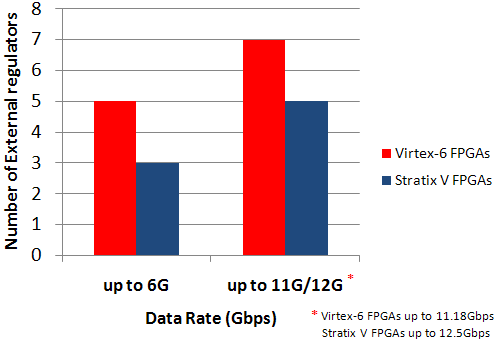 Number of External regulators
8
7
6
5
4
3
2
1
0
up to 6G
up to 11G/12G *
Data Rate (Gbps)
Virtex-6 FPGAs
Stratix V FPGAs
* Virtex-6 FPGAs up to 11.18Gbps
Stratix V FPGAs up to 12.5Gbps